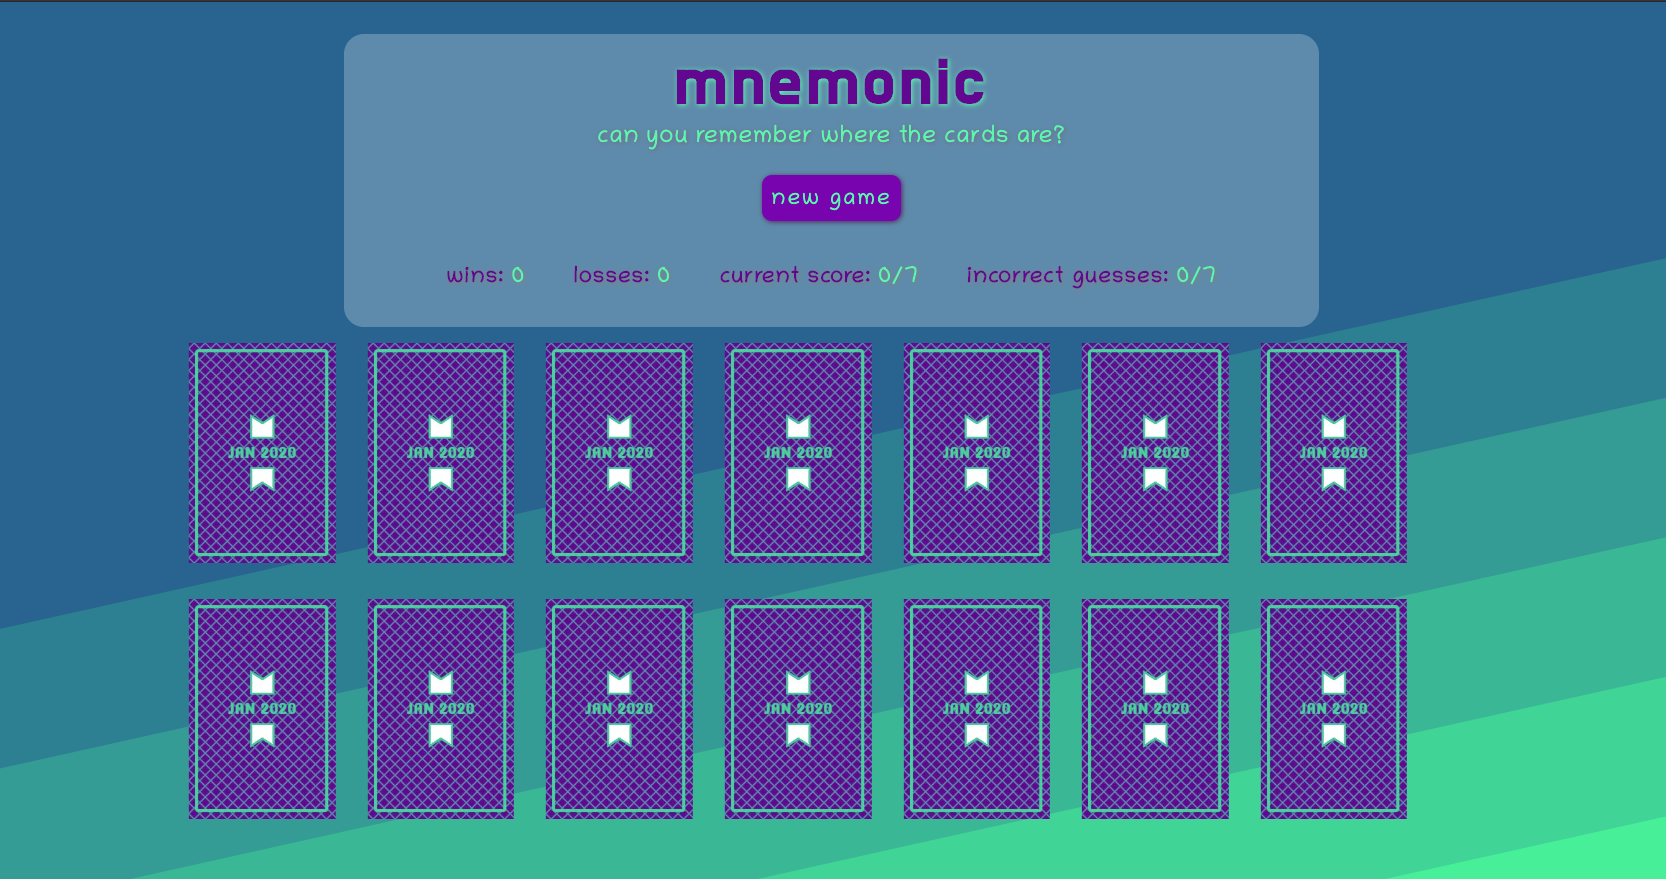 mnemonic
can you remember where the cards are?
new game
wins: 0 losses: 0 current score: 0/7 incorrect guesses: 0/7
JAN 2020 JAN 2020 JAN 2020 JAN 2020 JAN 2020 JAN 2020 JAN 2020
JAN 2020 JAN 2020 JAN 2020 JAN 2020 JAN 2020 JAN 2020 JAN 2020